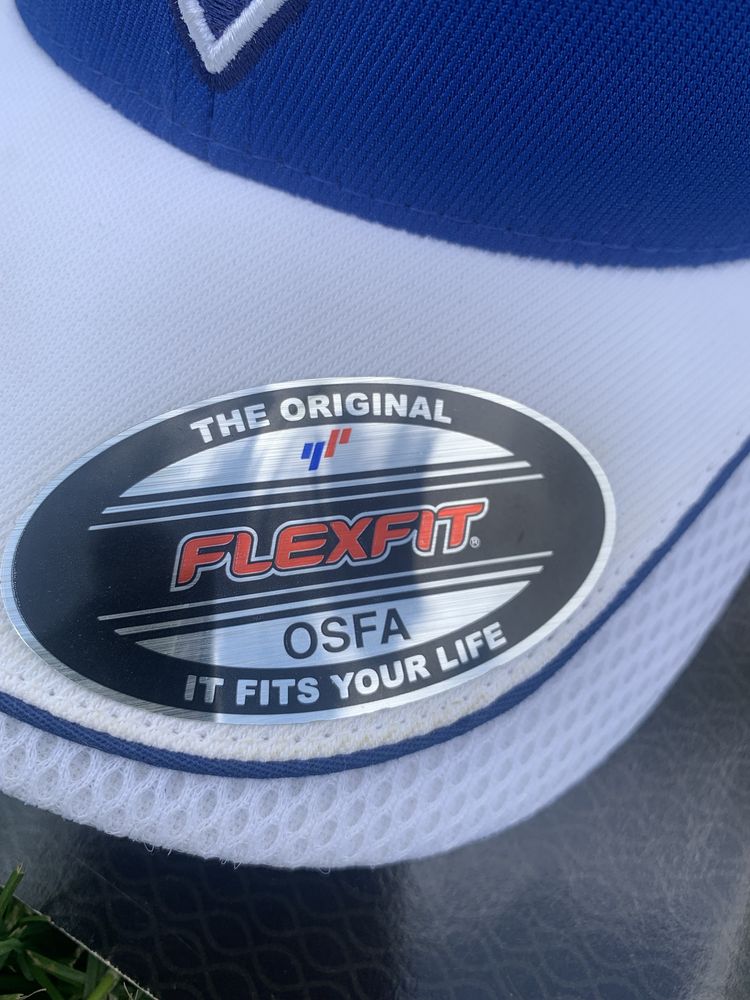 THE ORIGINAL
FLEXFIT®
OSFA
IT FITS YOUR LIFE